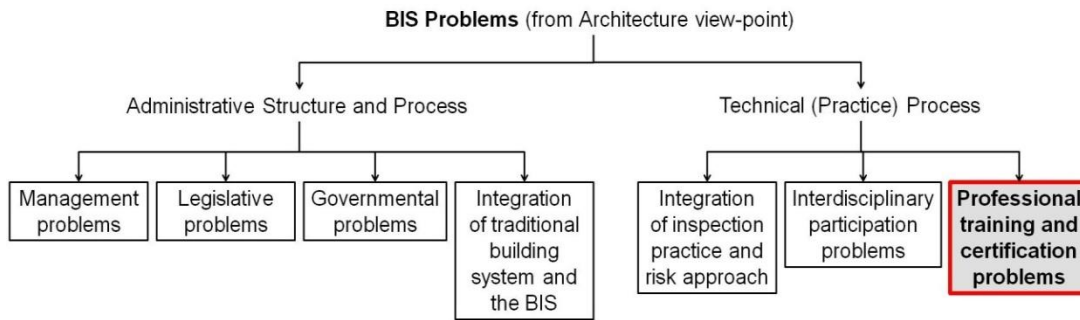 BIS Problems (from Architecture view-point)
Administrative Structure and Process
Technical (Practice) Process
Management
problems
Legislative
problems
Governmental
problems
Integration
of traditional
building
system and
the BIS
Integration
of inspection
practice and
risk approach
Interdisciplinary
participation
problems
Professional
training and
certification
problems